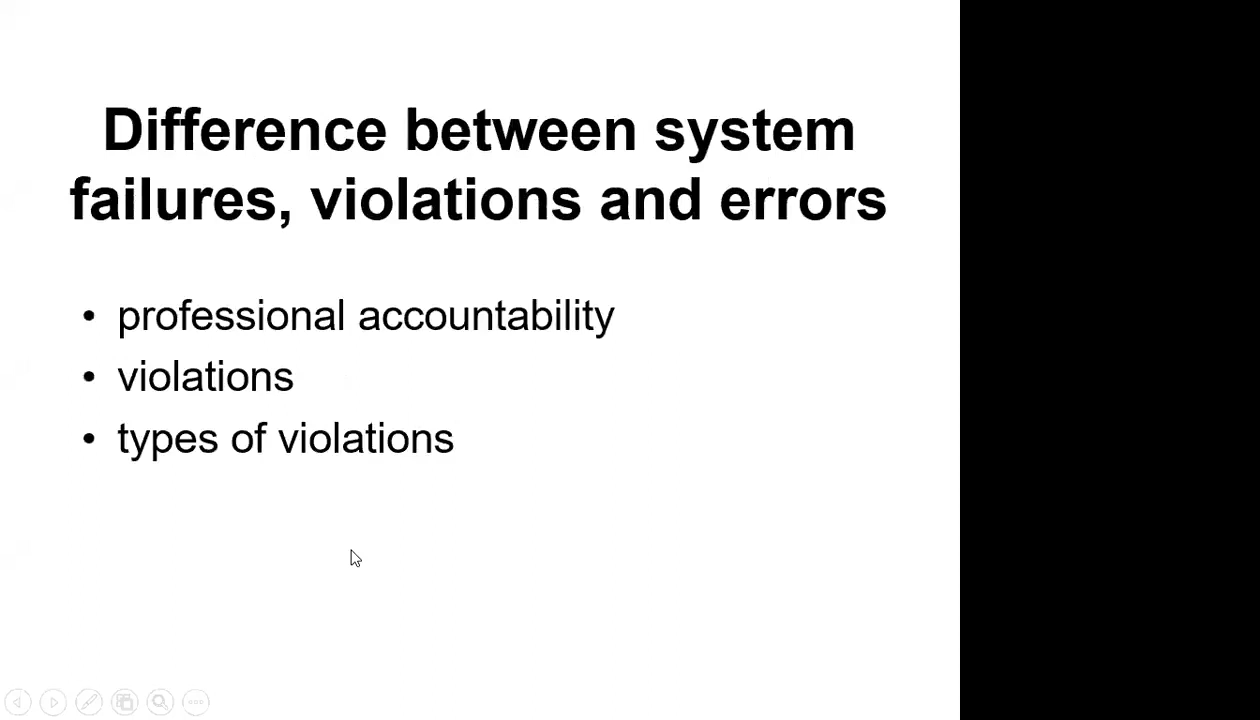 Difference between system
failures, violations and errors
• professional accountability
• violations
• types of violations